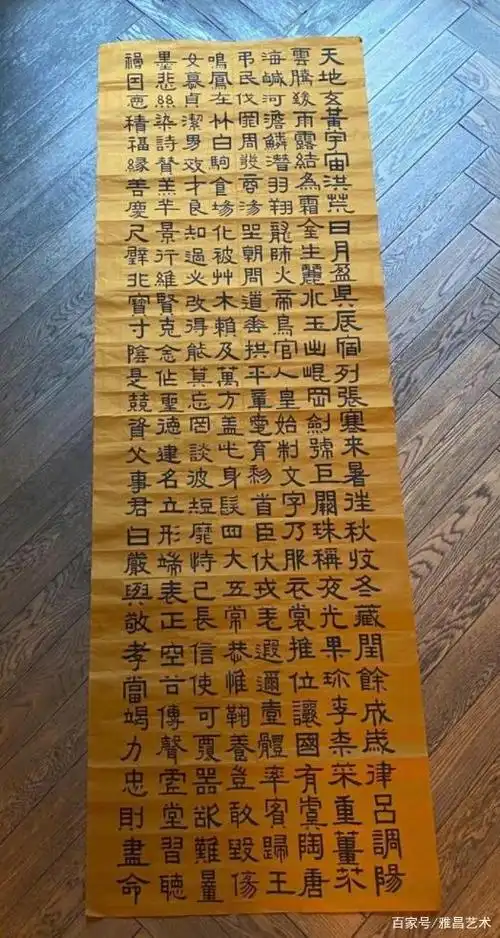 天地玄黃宇宙洪荒日月盈昃辰宿列張寒來暑往秋收冬藏閏餘成歲律呂調陽
雲騰致雨露結為霜金生麗水玉出崐岡劍號巨闕珠稱夜光果珍李柰菜重薑芥
海鹹河澹鱗潛羽翔龍師火帝鳥官人皇始制文字乃服衣裳推位讓國有虞陶唐
弔民伐罪周發商湯坐朝問道垂拱平章愛育黎首臣伏戎羌遐邇壹體率賓歸王
鳴鳳在林白駒食場化被艸木賴及萬方蓋此身髮四大五常恭惟鞠養豈敢毀傷
女慕貞潔男效才良知過必改得能莫忘罔談彼短靡恃己長信使可覆器欲難量
墨悲絲染詩贊羔羊景行維賢克念作聖德建名立形端表正空谷傳聲虛堂習聽
禍因惡積福緣善慶尺璧非寶寸陰是競資父事君曰嚴與敬孝當竭力忠則盡命
百家号/雅昌艺术